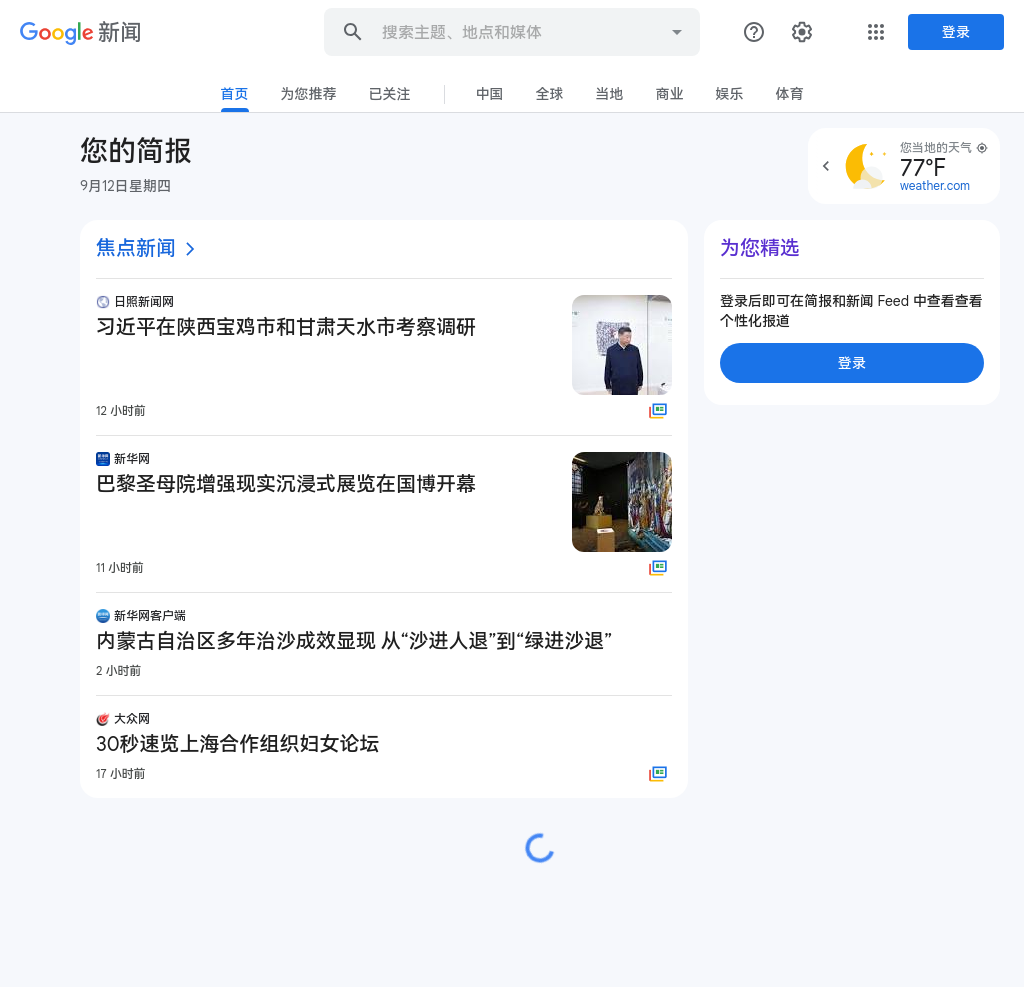 Google 新闻
搜索主题、地点和媒体
登录
首页
为您推荐
已关注
中国
全球
当地
商业
娱乐
体育
您的简报
9月12日星期四
您当地的天气
77°F
weather.com
焦点新闻
日照新闻网
习近平在陕西宝鸡市和甘肃天水市考察调研
12 小时前
新华网
巴黎圣母院增强现实沉浸式展览在国博开幕
11 小时前
新华网客户端
内蒙古自治区多年治沙成效显现 从“沙进人退”到“绿进沙退”
2 小时前
大众网
30秒速览上海合作组织妇女论坛
17 小时前
为您精选
登录后即可在简报和新闻 Feed 中查看查看
个性化报道
登录